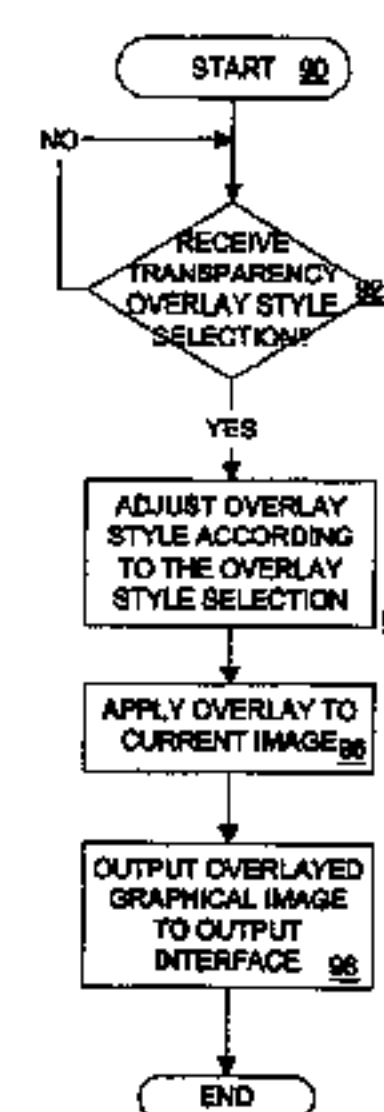 START 90
NO
RECEIVE
TRANSPARENCY
OVERLAY STYLE 92
SELECTION?
YES
ADJUST OVERLAY
STYLE ACCORDING
TO THE OVERLAY
STYLE SELECTION
APPLY OVERLAY TO
CURRENT IMAGE 96
OUTPUT OVERLAYED
GRAPHICAL IMAGE
TO OUTPUT
INTERFACE 98
END